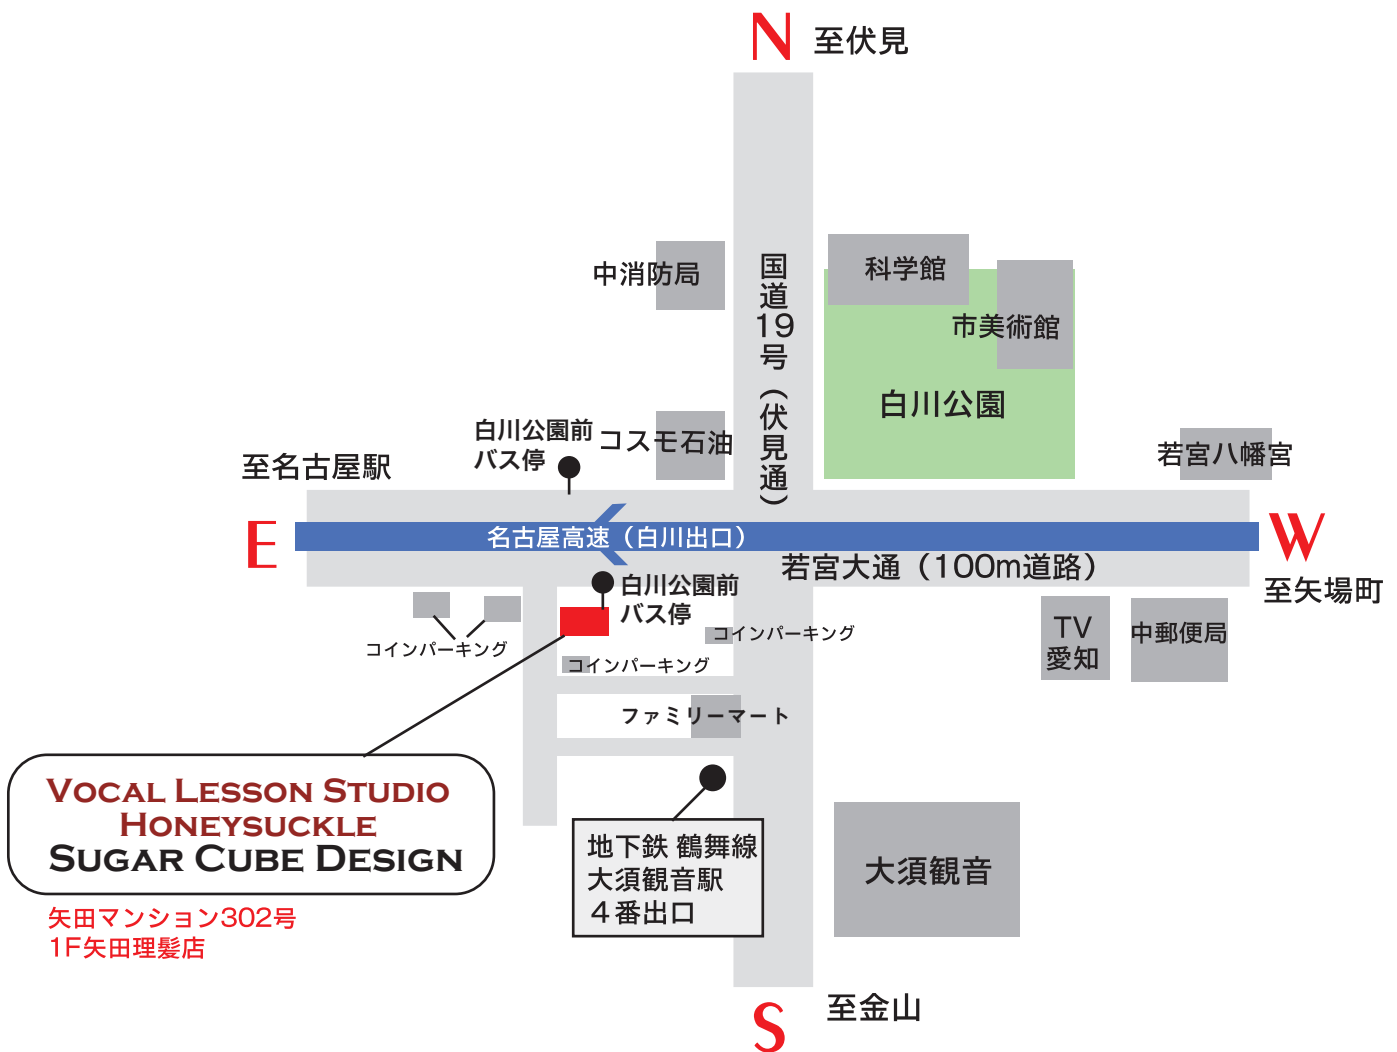 N
至伏見
国道19号（伏見通）
中消防局
科学館
市美術館
白川公園
白川公園前
バス停
コスモ石油
若宮八幡宮
至名古屋駅
E
名古屋高速（白川出口）
W
若宮大通（100m道路）
至矢場町
白川公園前
バス停
コインパーキング
コインパーキング
コインパーキング
TV
愛知
中郵便局
ファミリーマート
VOCAL LESSON STUDIO
HONEYSUCKLE
SUGAR CUBE DESIGN
矢田マンション302号
1F矢田理髪店
地下鉄 鶴舞線
大須観音駅
４番出口
大須観音
至金山
S